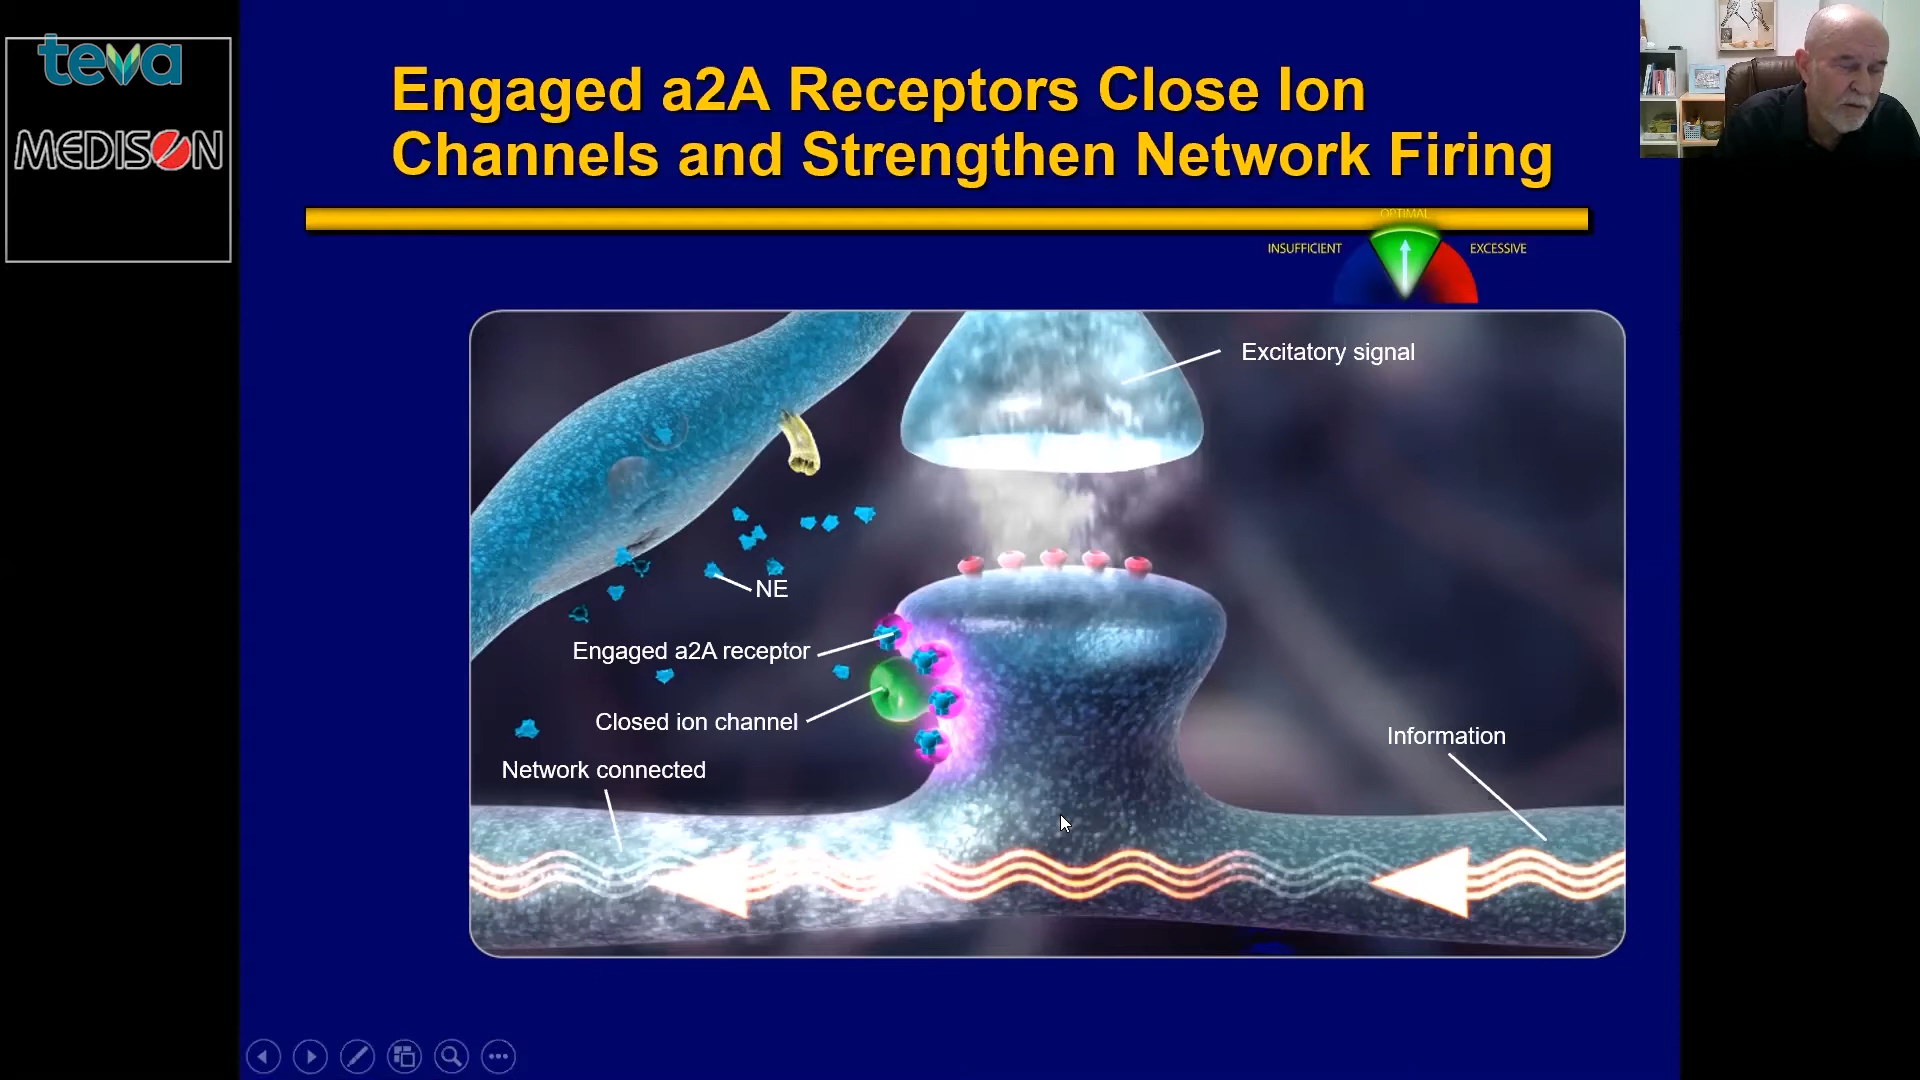 teva
MEDISON
Engaged a2A Receptors Close Ion
Channels and Strengthen Network Firing
OPTIMAL
INSUFFICIENT
EXCESSIVE
Excitatory signal
NE
Engaged a2A receptor
Closed ion channel
Information
Network connected